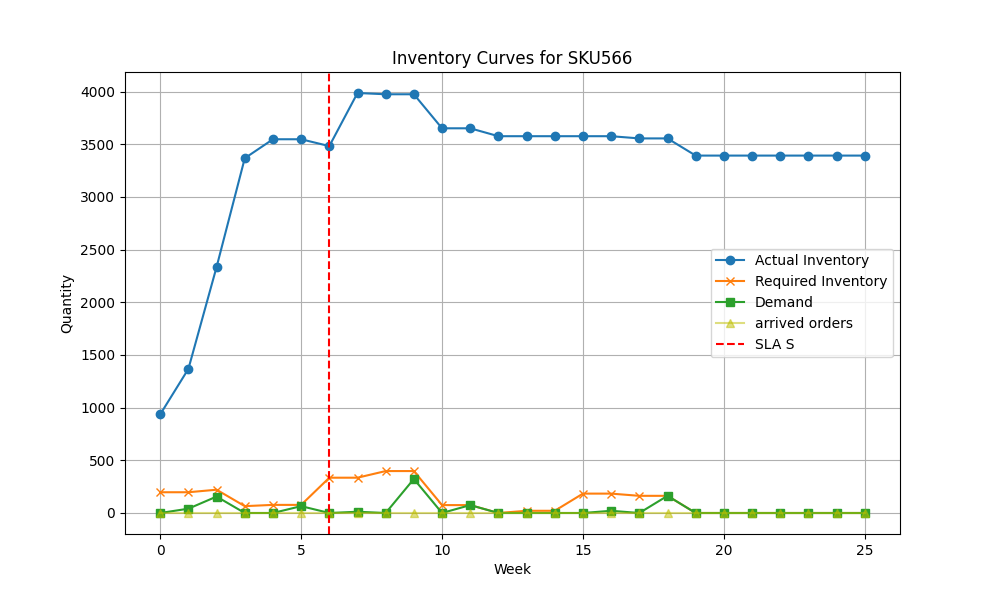 Inventory Curves for SKU566
4000
3500
3000
2500
2000
1500
1000
500
0
Quantity
Actual Inventory
Required Inventory
Demand
arrived orders
SLA S
0 5 10 15 20 25
Week